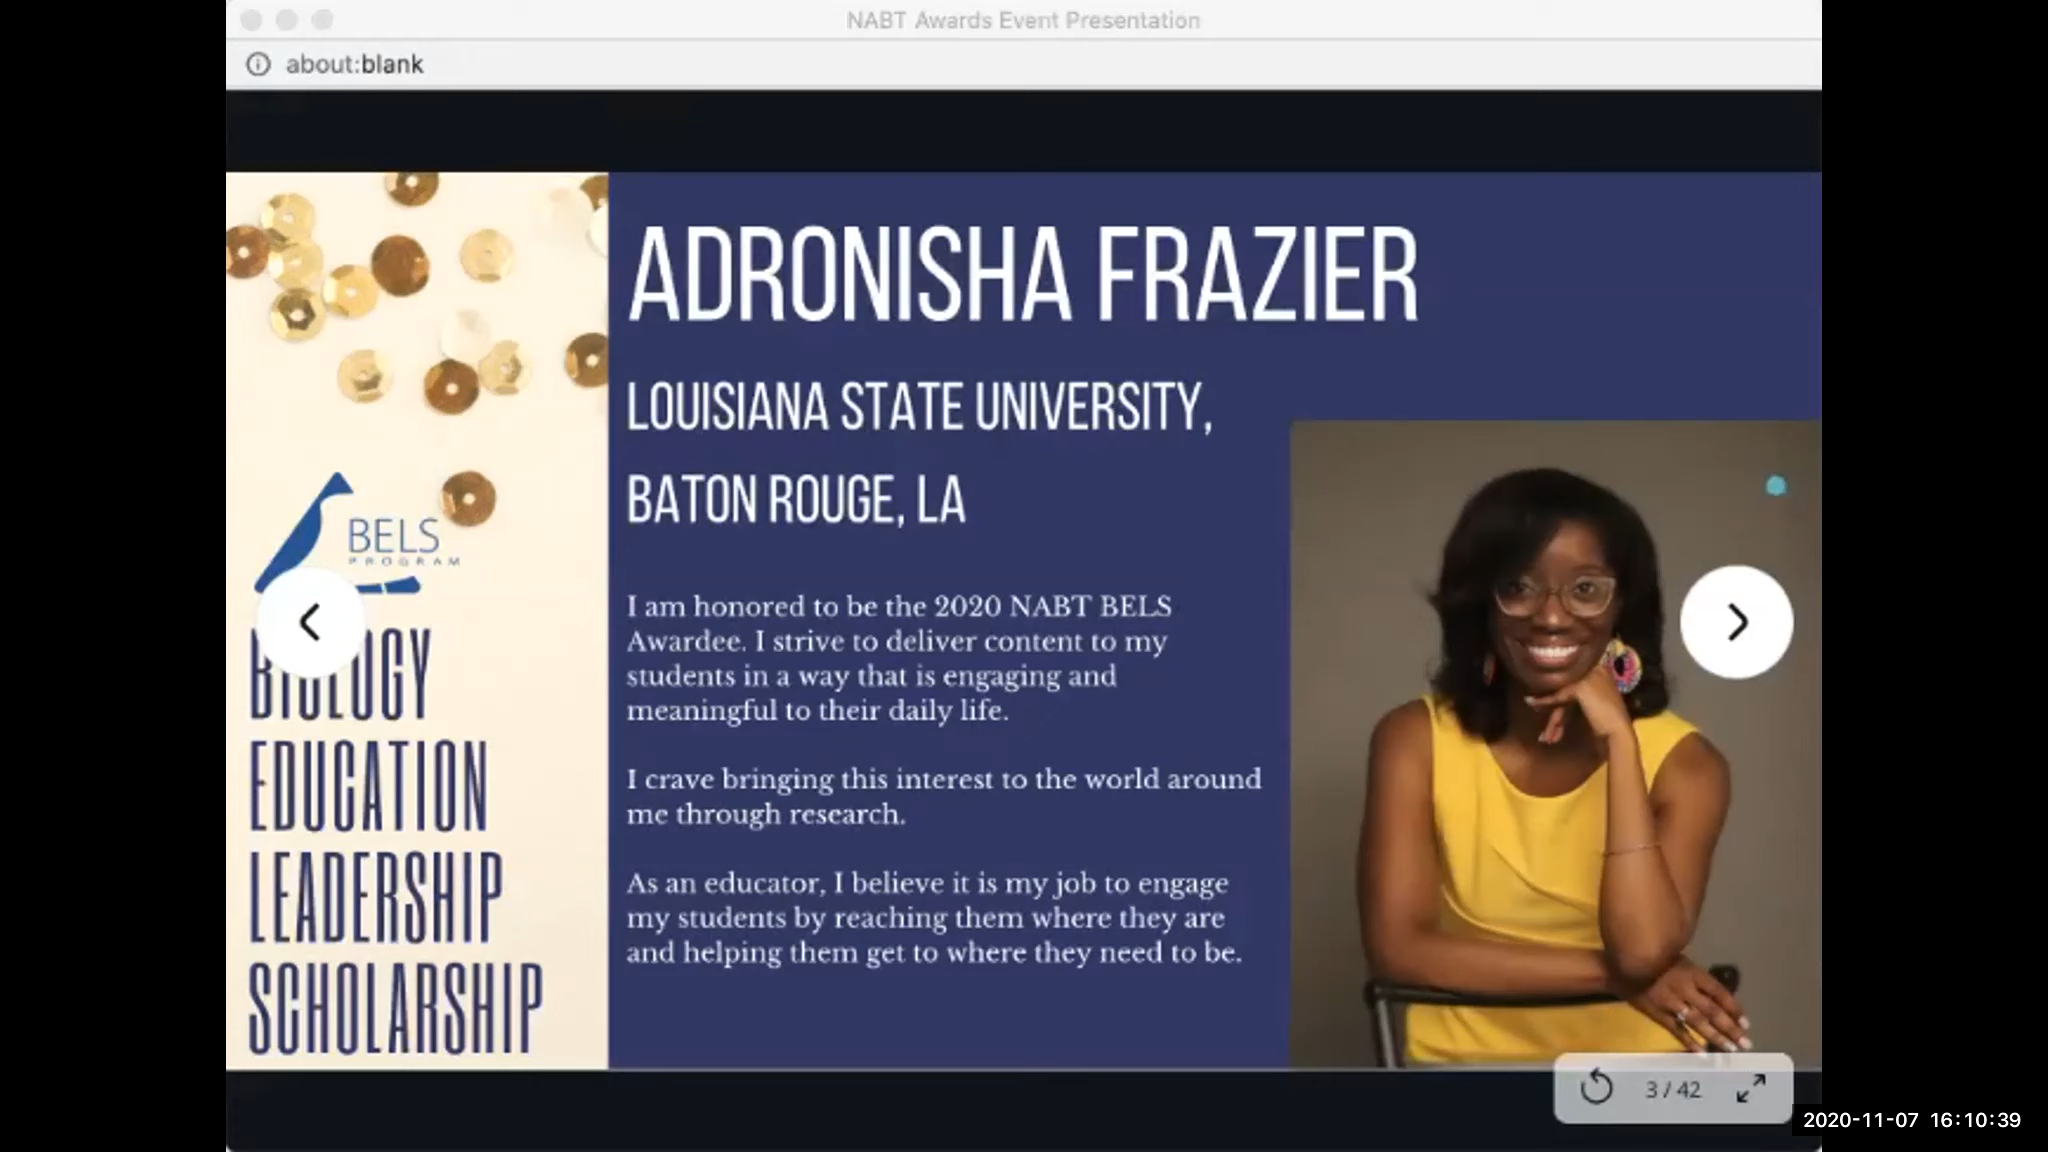 NABT Awards Event Presentation
about:blank
ADRONISHA FRAZIER
LOUISIANA STATE UNIVERSITY,
BATON ROUGE, LA
I am honored to be the 2020 NABT BELS
Awardee. I strive to deliver content to my
students in a way that is engaging and
meaningful to their daily life.
I crave bringing this interest to the world around
me through research.
As an educator, I believe it is my job to engage
my students by reaching them where they are
and helping them get to where they need to be.
BELS
PROGRAM
BIOLOGY
EDUCATION
LEADERSHIP
SCHOLARSHIP
3 / 42
2020-11-07 16:10:39